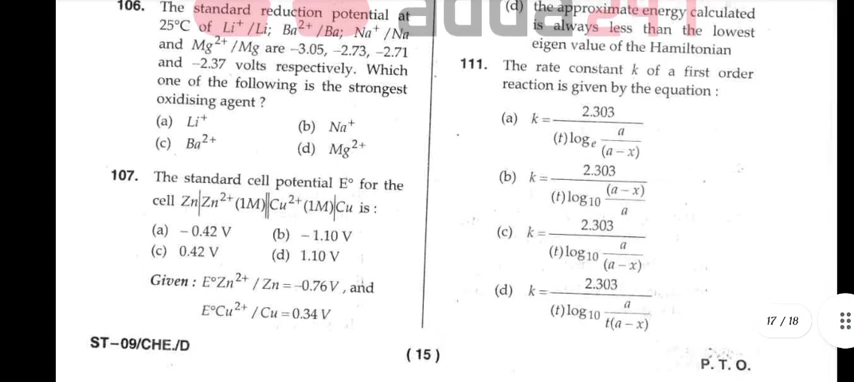 106. The standard reduction potential at
25°C of Li⁺/Li; Ba²⁺/Ba; Na⁺/Na
and Mg²⁺/Mg are –3.05, –2.73, –2.71
and –2.37 volts respectively. Which
one of the following is the strongest
oxidising agent ?
(a) Li⁺ (b) Na⁺
(c) Ba²⁺ (d) Mg²⁺
107. The standard cell potential E° for the
cell Zn|Zn²⁺(1M)||Cu²⁺(1M)|Cu is :
(a) – 0.42 V (b) – 1.10 V
(c) 0.42 V (d) 1.10 V
Given : E°Zn²⁺ / Zn = –0.76 V , and
E°Cu²⁺ / Cu = 0.34 V
ST–09/CHE./D
( 15 )
(d) the approximate energy calculated
is always less than the lowest
eigen value of the Hamiltonian
111. The rate constant k of a first order
reaction is given by the equation :
(a) k = 2.303 / (t) logₑ a / (a – x)
(b) k = 2.303 / (t) log₁₀ (a – x) / a
(c) k = 2.303 / (t) log₁₀ a / (a – x)
(d) k = 2.303 / (t) log₁₀ a / t(a – x)
17 / 18
P. T. O.